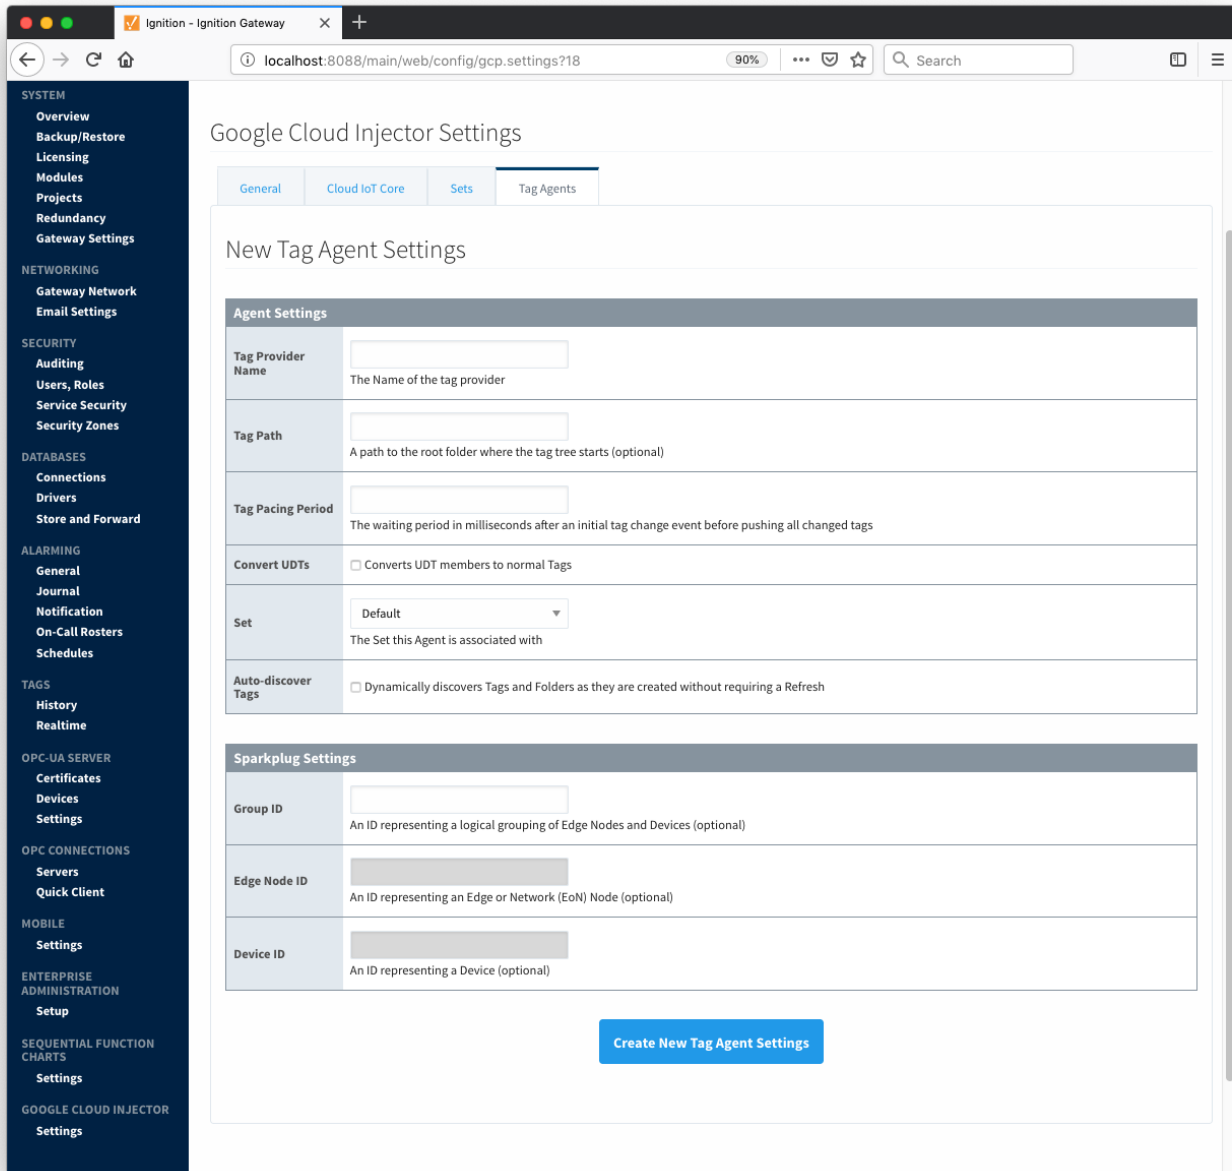 Ignition - Ignition Gateway
localhost:8088/main/web/config/gcp.settings?18
90%
Search
SYSTEM
Overview
Backup/Restore
Licensing
Modules
Projects
Redundancy
Gateway Settings
NETWORKING
Gateway Network
Email Settings
SECURITY
Auditing
Users, Roles
Service Security
Security Zones
DATABASES
Connections
Drivers
Store and Forward
ALARMING
General
Journal
Notification
On-Call Rosters
Schedules
TAGS
History
Realtime
OPC-UA SERVER
Certificates
Devices
Settings
OPC CONNECTIONS
Servers
Quick Client
MOBILE
Settings
ENTERPRISE
ADMINISTRATION
Setup
SEQUENTIAL FUNCTION
CHARTS
Settings
GOOGLE CLOUD INJECTOR
Settings
Google Cloud Injector Settings
General
Cloud IoT Core
Sets
Tag Agents
New Tag Agent Settings
Agent Settings
Tag Provider
Name
The Name of the tag provider
Tag Path
A path to the root folder where the tag tree starts (optional)
Tag Pacing Period
The waiting period in milliseconds after an initial tag change event before pushing all changed tags
Convert UDTs
Converts UDT members to normal Tags
Set
Default
The Set this Agent is associated with
Auto-discover
Tags
Dynamically discovers Tags and Folders as they are created without requiring a Refresh
Sparkplug Settings
Group ID
An ID representing a logical grouping of Edge Nodes and Devices (optional)
Edge Node ID
An ID representing an Edge or Network (EoN) Node (optional)
Device ID
An ID representing a Device (optional)
Create New Tag Agent Settings